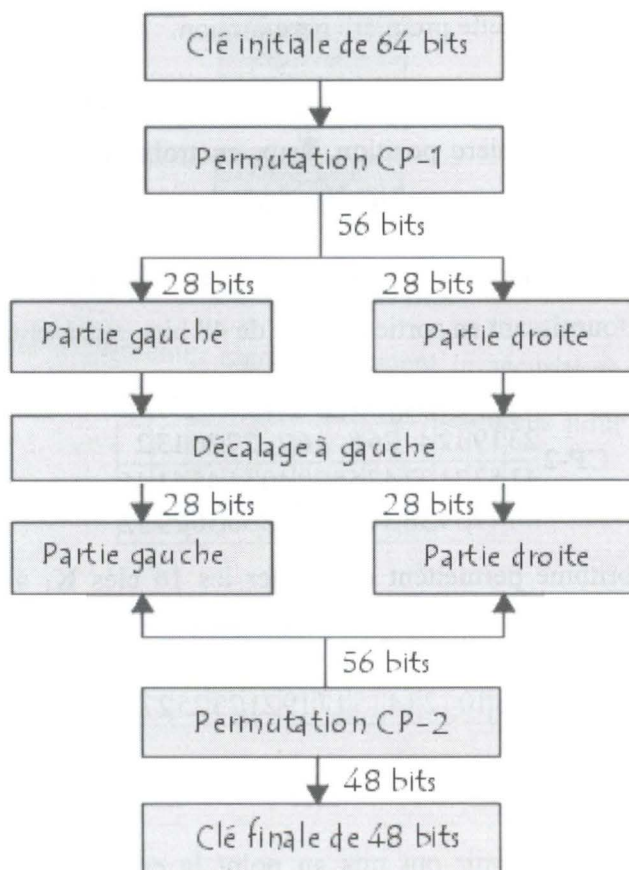 Clé initiale de 64 bits
Permutation CP-1
56 bits
28 bits 28 bits
Partie gauche Partie droite
Décalage à gauche
28 bits 28 bits
Partie gauche Partie droite
56 bits
Permutation CP-2
48 bits
Clé finale de 48 bits